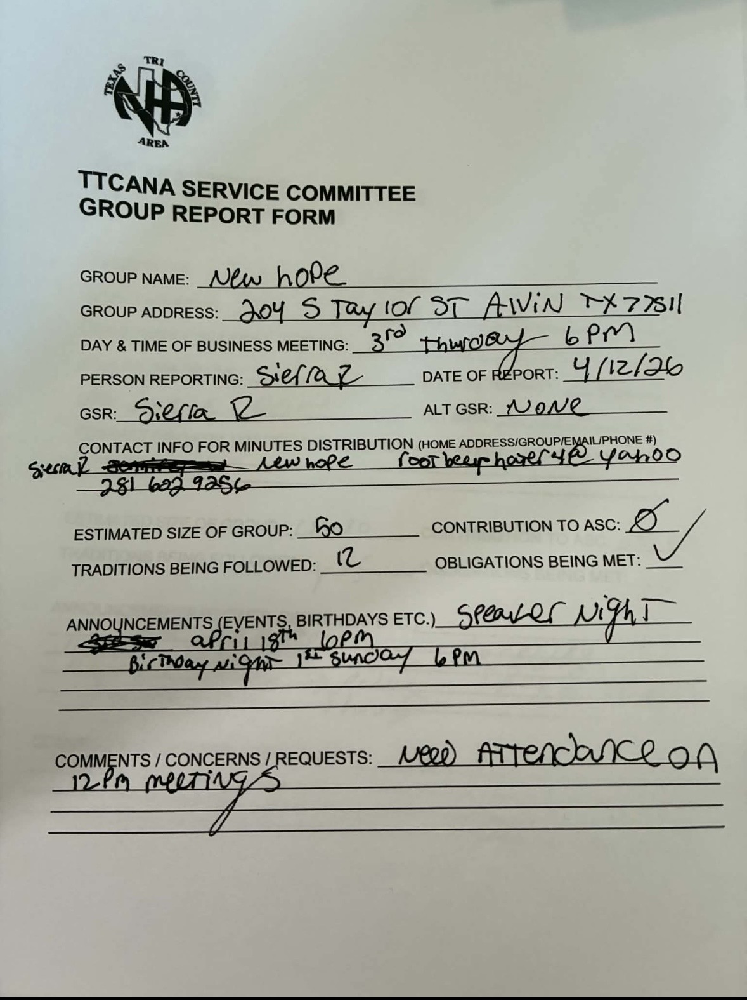 TEXAS TRI COUNTY
NA
AREA
TTCANA SERVICE COMMITTEE
GROUP REPORT FORM
GROUP NAME: New hope
GROUP ADDRESS: 204 S Taylor ST Alvin TX 77511
DAY & TIME OF BUSINESS MEETING: 3rd Thursday 6PM
PERSON REPORTING: Sierra R DATE OF REPORT: 4/12/26
GSR: Sierra R ALT GSR: NONE
CONTACT INFO FOR MINUTES DISTRIBUTION (HOME ADDRESS/GROUP/EMAIL/PHONE #)
Sierra R new hope @ yahoo
281 602 9256
ESTIMATED SIZE OF GROUP: 50 CONTRIBUTION TO ASC: Ø
TRADITIONS BEING FOLLOWED: 12 OBLIGATIONS BEING MET: ✓
ANNOUNCEMENTS (EVENTS, BIRTHDAYS ETC.) Speaker Night
april 18th 6PM
Birthday Night 1st Sunday 6PM
COMMENTS / CONCERNS / REQUESTS: Need Attendance
12PM meetings